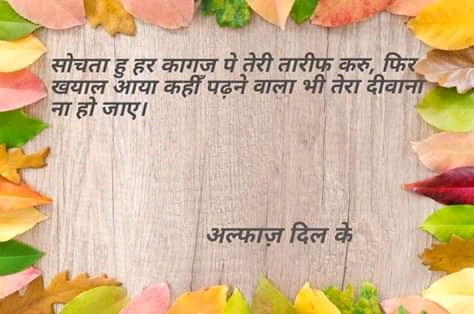 सोचता हु हर कागज पे तेरी तारीफ करु, फिर
खयाल आया कहीँ पढ़ने वाला भी तेरा दीवाना
ना हो जाए।
अल्फाज़ दिल के